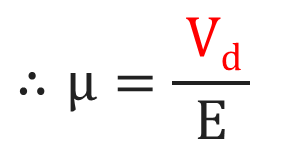 ∴ μ = V_d / E